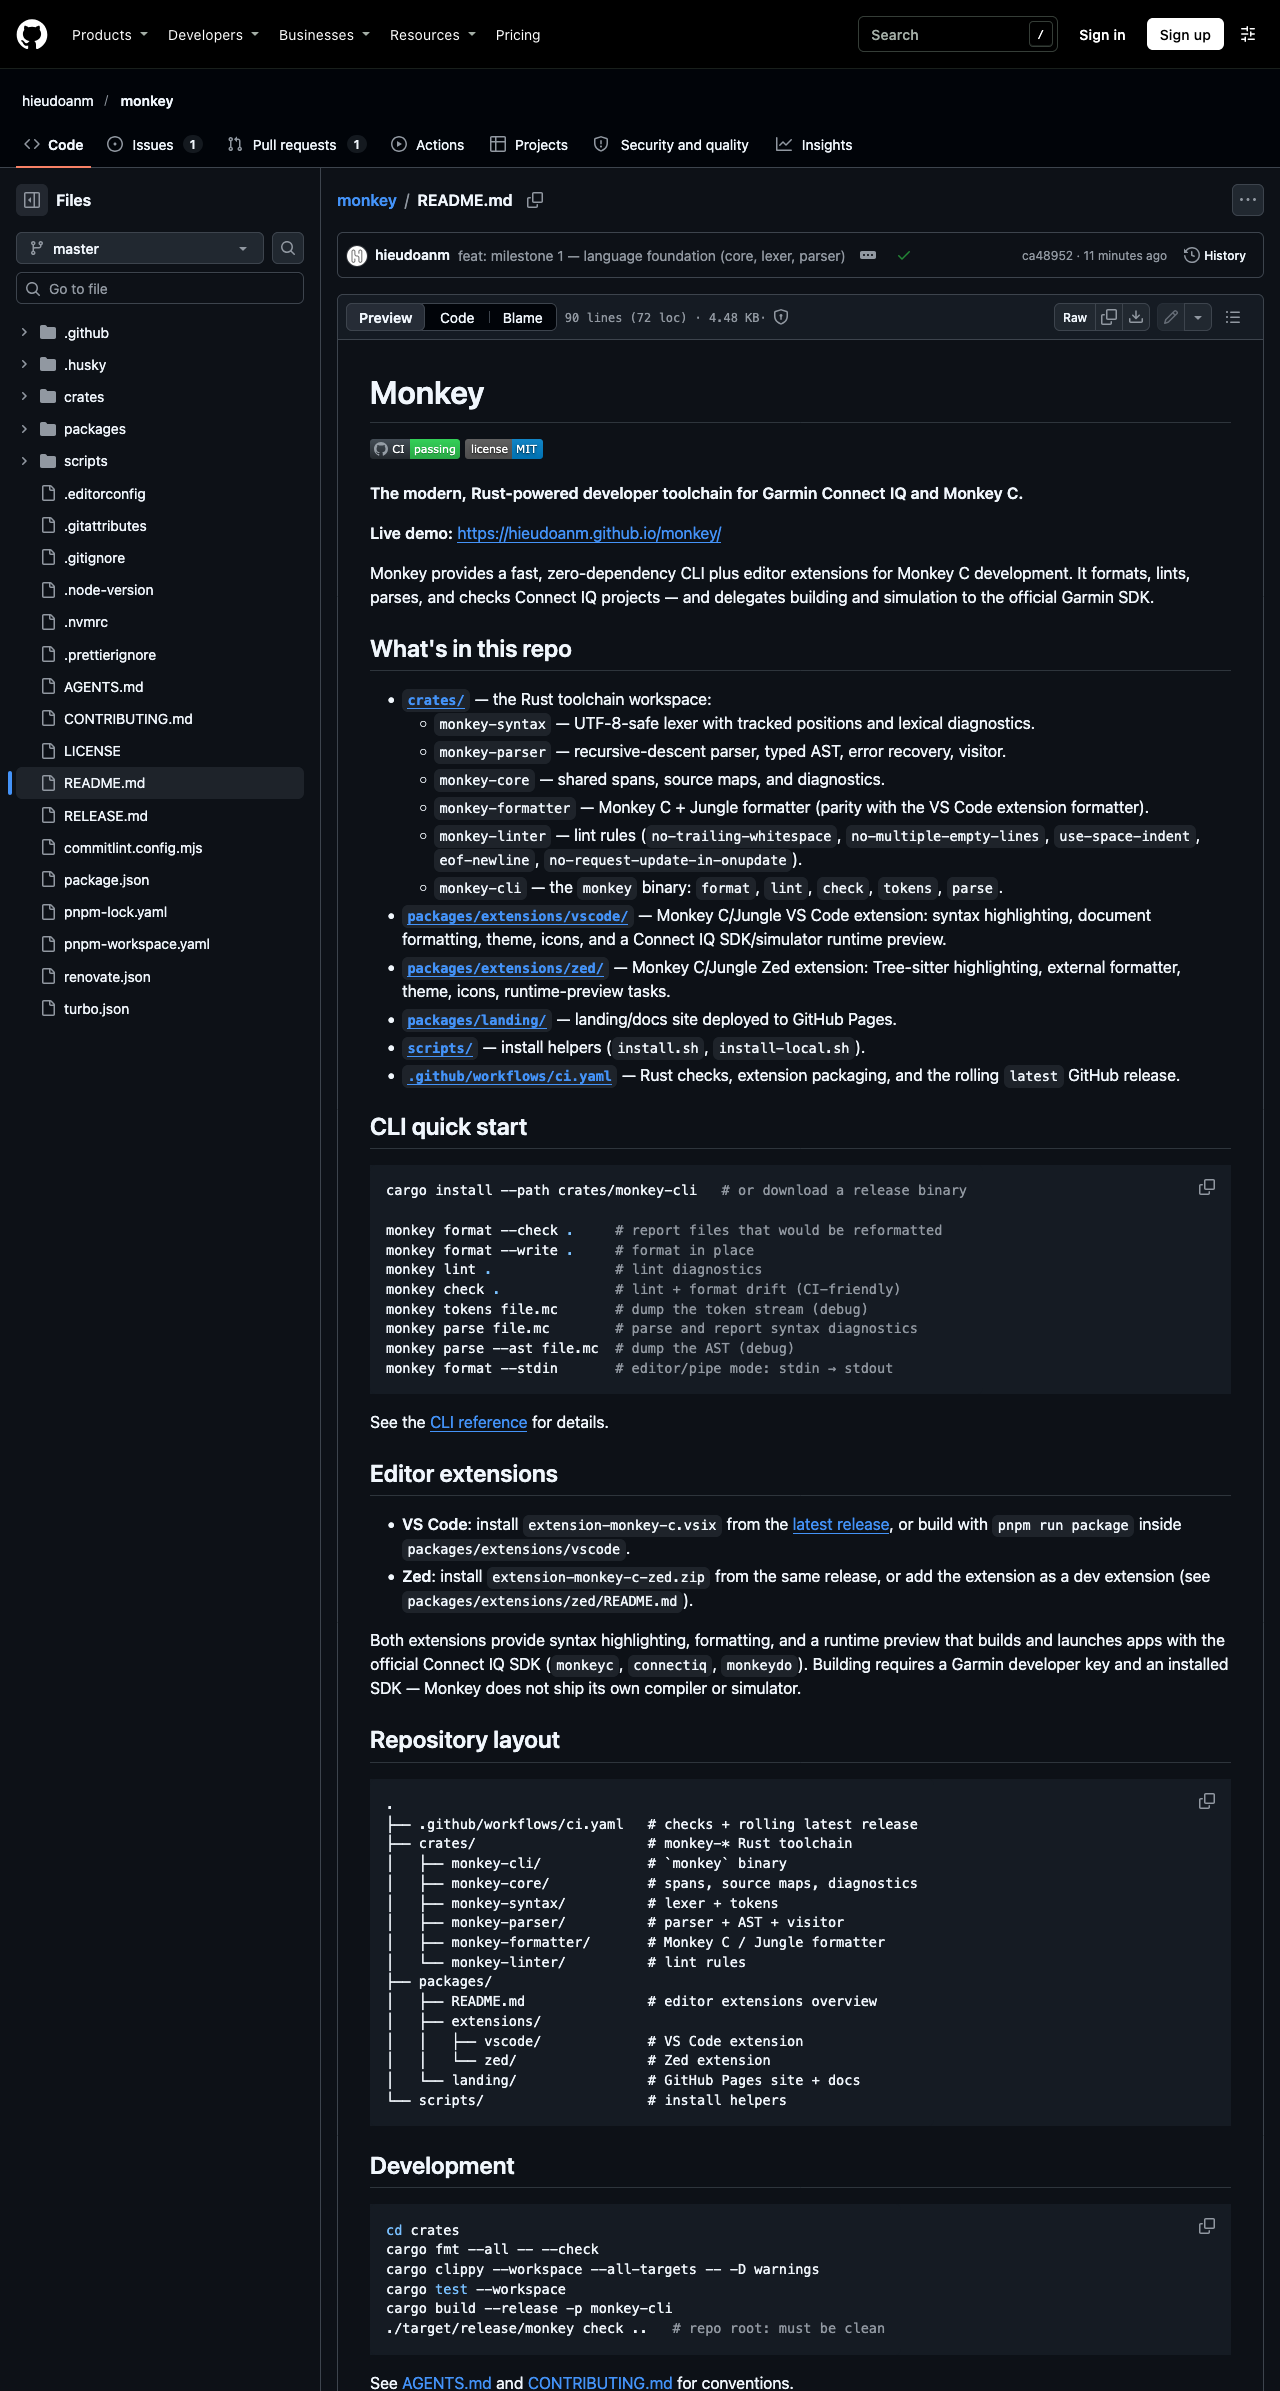 Products Developers Businesses Resources Pricing Search / Sign in Sign up
hieudoanm / monkey
Code Issues 1 Pull requests 1 Actions Projects Security and quality Insights
Files
master
Go to file
.github
.husky
crates
packages
scripts
.editorconfig
.gitattributes
.gitignore
.node-version
.nvmrc
.prettierignore
AGENTS.md
CONTRIBUTING.md
LICENSE
README.md
RELEASE.md
commitlint.config.mjs
package.json
pnpm-lock.yaml
pnpm-workspace.yaml
renovate.json
turbo.json
monkey / README.md
hieudoanm feat: milestone 1 — language foundation (core, lexer, parser) ca48952 · 11 minutes ago History
Preview Code Blame 90 lines (72 loc) · 4.48 KB · Raw
Monkey
CI passing license MIT
The modern, Rust-powered developer toolchain for Garmin Connect IQ and Monkey C.
Live demo: https://hieudoanm.github.io/monkey/
Monkey provides a fast, zero-dependency CLI plus editor extensions for Monkey C development. It formats, lints,
parses, and checks Connect IQ projects — and delegates building and simulation to the official Garmin SDK.
What's in this repo
• crates/ — the Rust toolchain workspace:
◦ monkey-syntax — UTF-8-safe lexer with tracked positions and lexical diagnostics.
◦ monkey-parser — recursive-descent parser, typed AST, error recovery, visitor.
◦ monkey-core — shared spans, source maps, and diagnostics.
◦ monkey-formatter — Monkey C + Jungle formatter (parity with the VS Code extension formatter).
◦ monkey-linter — lint rules (no-trailing-whitespace, no-multiple-empty-lines, use-space-indent,
eof-newline, no-request-update-in-onupdate).
◦ monkey-cli — the monkey binary: format, lint, check, tokens, parse.
• packages/extensions/vscode/ — Monkey C/Jungle VS Code extension: syntax highlighting, document
formatting, theme, icons, and a Connect IQ SDK/simulator runtime preview.
• packages/extensions/zed/ — Monkey C/Jungle Zed extension: Tree-sitter highlighting, external formatter,
theme, icons, runtime-preview tasks.
• packages/landing/ — landing/docs site deployed to GitHub Pages.
• scripts/ — install helpers (install.sh, install-local.sh).
• .github/workflows/ci.yaml — Rust checks, extension packaging, and the rolling latest GitHub release.
CLI quick start
cargo install --path crates/monkey-cli   # or download a release binary
monkey format --check .     # report files that would be reformatted
monkey format --write .     # format in place
monkey lint .               # lint diagnostics
monkey check .              # lint + format drift (CI-friendly)
monkey tokens file.mc       # dump the token stream (debug)
monkey parse file.mc        # parse and report syntax diagnostics
monkey parse --ast file.mc  # dump the AST (debug)
monkey format --stdin       # editor/pipe mode: stdin → stdout
See the CLI reference for details.
Editor extensions
• VS Code: install extension-monkey-c.vsix from the latest release, or build with pnpm run package inside
packages/extensions/vscode.
• Zed: install extension-monkey-c-zed.zip from the same release, or add the extension as a dev extension (see
packages/extensions/zed/README.md).
Both extensions provide syntax highlighting, formatting, and a runtime preview that builds and launches apps with the
official Connect IQ SDK (monkeyc, connectiq, monkeydo). Building requires a Garmin developer key and an installed
SDK — Monkey does not ship its own compiler or simulator.
Repository layout
.
├── .github/workflows/ci.yaml   # checks + rolling latest release
├── crates/                     # monkey-* Rust toolchain
│   ├── monkey-cli/             # `monkey` binary
│   ├── monkey-core/            # spans, source maps, diagnostics
│   ├── monkey-syntax/          # lexer + tokens
│   ├── monkey-parser/          # parser + AST + visitor
│   ├── monkey-formatter/       # Monkey C / Jungle formatter
│   └── monkey-linter/          # lint rules
├── packages/
│   ├── README.md               # editor extensions overview
│   ├── extensions/
│   │   ├── vscode/             # VS Code extension
│   │   └── zed/                # Zed extension
│   └── landing/                # GitHub Pages site + docs
└── scripts/                    # install helpers
Development
cd crates
cargo fmt --all -- --check
cargo clippy --workspace --all-targets -- -D warnings
cargo test --workspace
cargo build --release -p monkey-cli
./target/release/monkey check ..   # repo root: must be clean
See AGENTS.md and CONTRIBUTING.md for conventions.